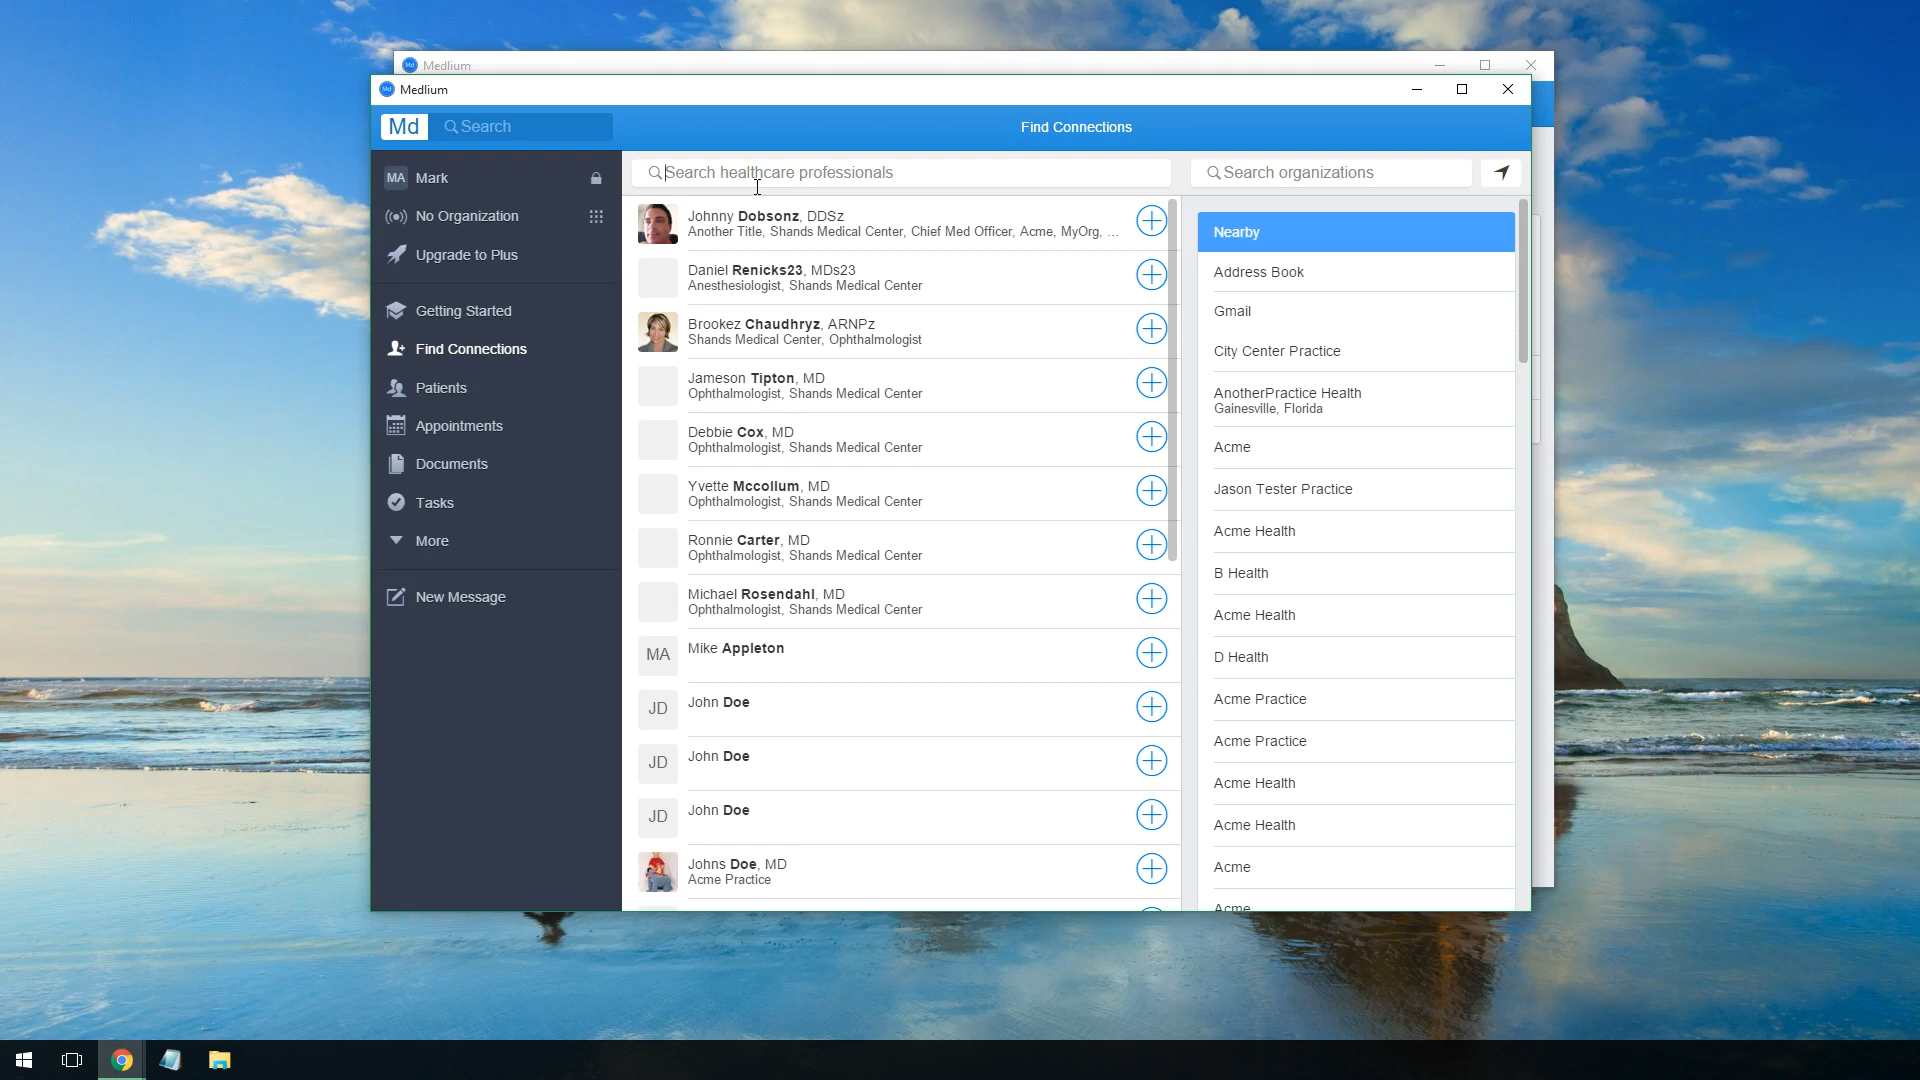 Medlium
Medlium
Md
Search
Find Connections
MA Mark
No Organization
Upgrade to Plus
Getting Started
Find Connections
Patients
Appointments
Documents
Tasks
More
New Message
Search healthcare professionals
Johnny Dobsonz, DDSz
Another Title, Shands Medical Center, Chief Med Officer, Acme, MyOrg, ...
Daniel Renicks23, MDs23
Anesthesiologist, Shands Medical Center
Brookez Chaudhryz, ARNPz
Shands Medical Center, Ophthalmologist
Jameson Tipton, MD
Ophthalmologist, Shands Medical Center
Debbie Cox, MD
Ophthalmologist, Shands Medical Center
Yvette Mccollum, MD
Ophthalmologist, Shands Medical Center
Ronnie Carter, MD
Ophthalmologist, Shands Medical Center
Michael Rosendahl, MD
Ophthalmologist, Shands Medical Center
MA Mike Appleton
JD John Doe
JD John Doe
JD John Doe
Johns Doe, MD
Acme Practice
Search organizations
Nearby
Address Book
Gmail
City Center Practice
AnotherPractice Health
Gainesville, Florida
Acme
Jason Tester Practice
Acme Health
B Health
Acme Health
D Health
Acme Practice
Acme Practice
Acme Health
Acme Health
Acme
Acme